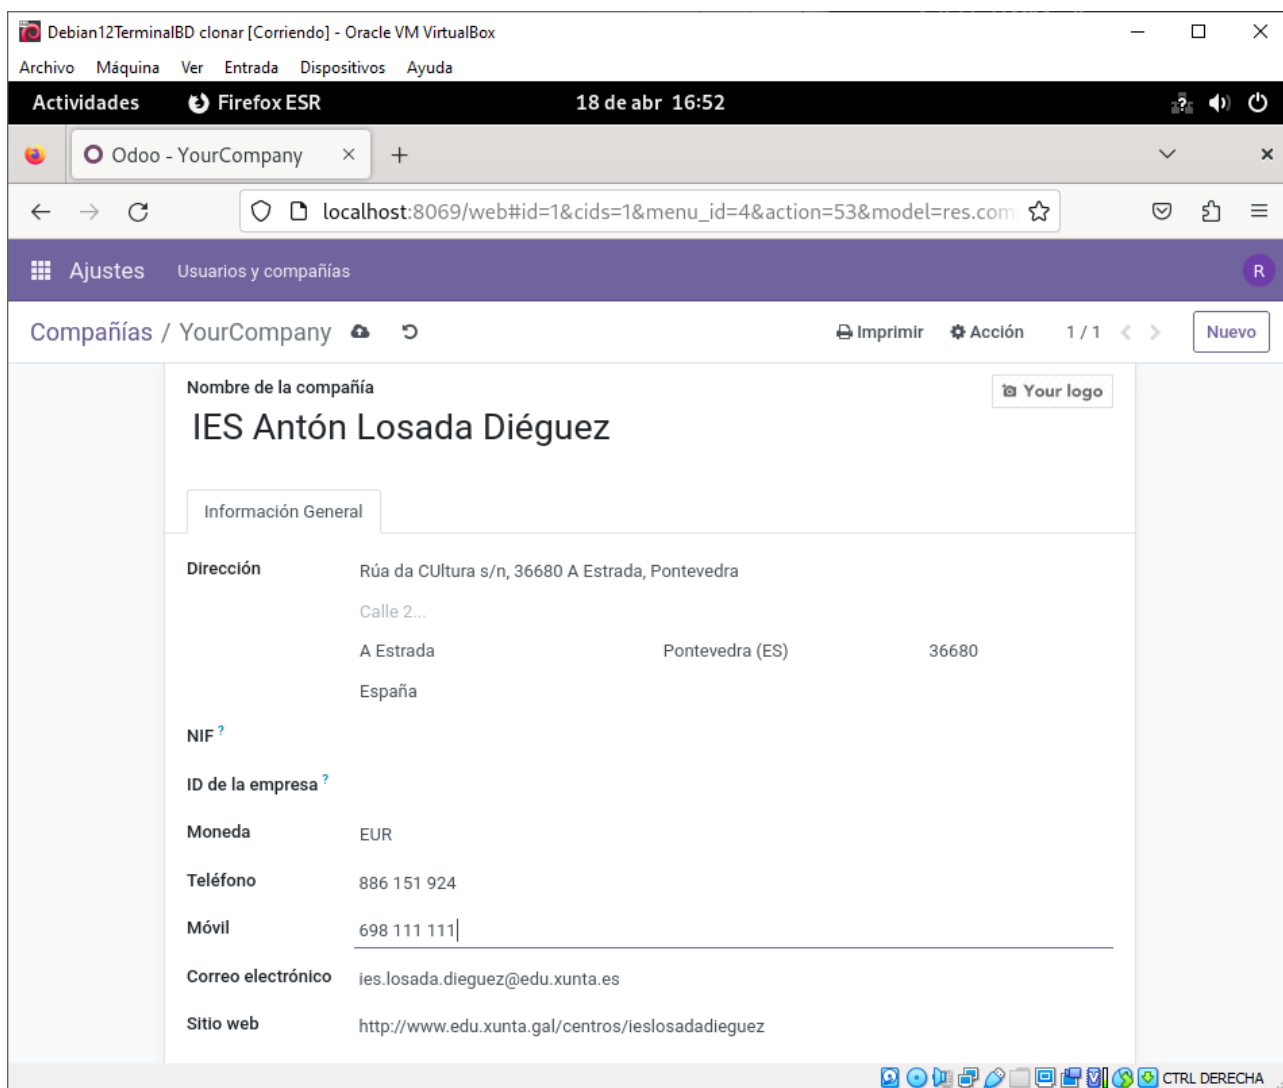 Debian12TerminalBD clonar [Corriendo] - Oracle VM VirtualBox
Archivo Máquina Ver Entrada Dispositivos Ayuda
Actividades Firefox ESR 18 de abr 16:52
Odoo - YourCompany
localhost:8069/web#id=1&cids=1&menu_id=4&action=53&model=res.com
Ajustes Usuarios y compañías R
Compañías / YourCompany Imprimir Acción 1 / 1 Nuevo
Nombre de la compañía
Your logo
IES Antón Losada Diéguez
Información General
Dirección Rúa da CUltura s/n, 36680 A Estrada, Pontevedra
Calle 2...
A Estrada Pontevedra (ES) 36680
España
NIF ?
ID de la empresa ?
Moneda EUR
Teléfono 886 151 924
Móvil 698 111 111
Correo electrónico ies.losada.dieguez@edu.xunta.es
Sitio web http://www.edu.xunta.gal/centros/ieslosadadieguez
CTRL DERECHA